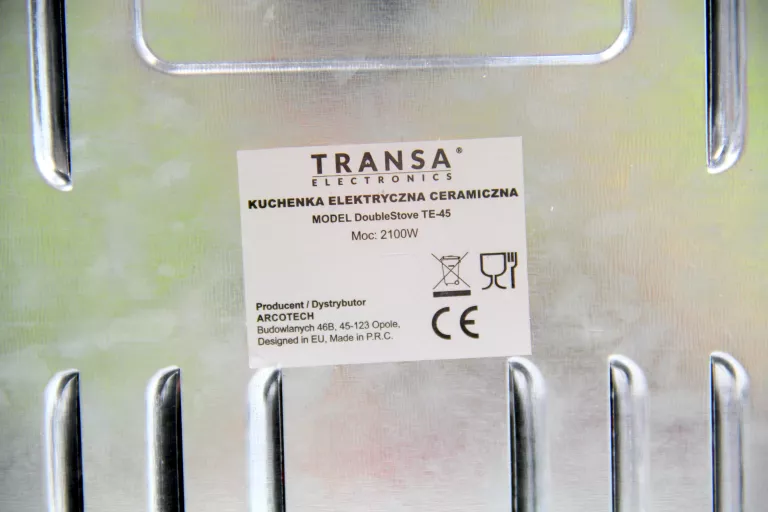 TRANSA®
ELECTRONICS
KUCHENKA ELEKTRYCZNA CERAMICZNA
MODEL DoubleStove TE-45
Moc: 2100W
Producent / Dystrybutor
ARCOTECH
Budowlanych 46B, 45-123 Opole,
Designed in EU, Made in P.R.C.
CE